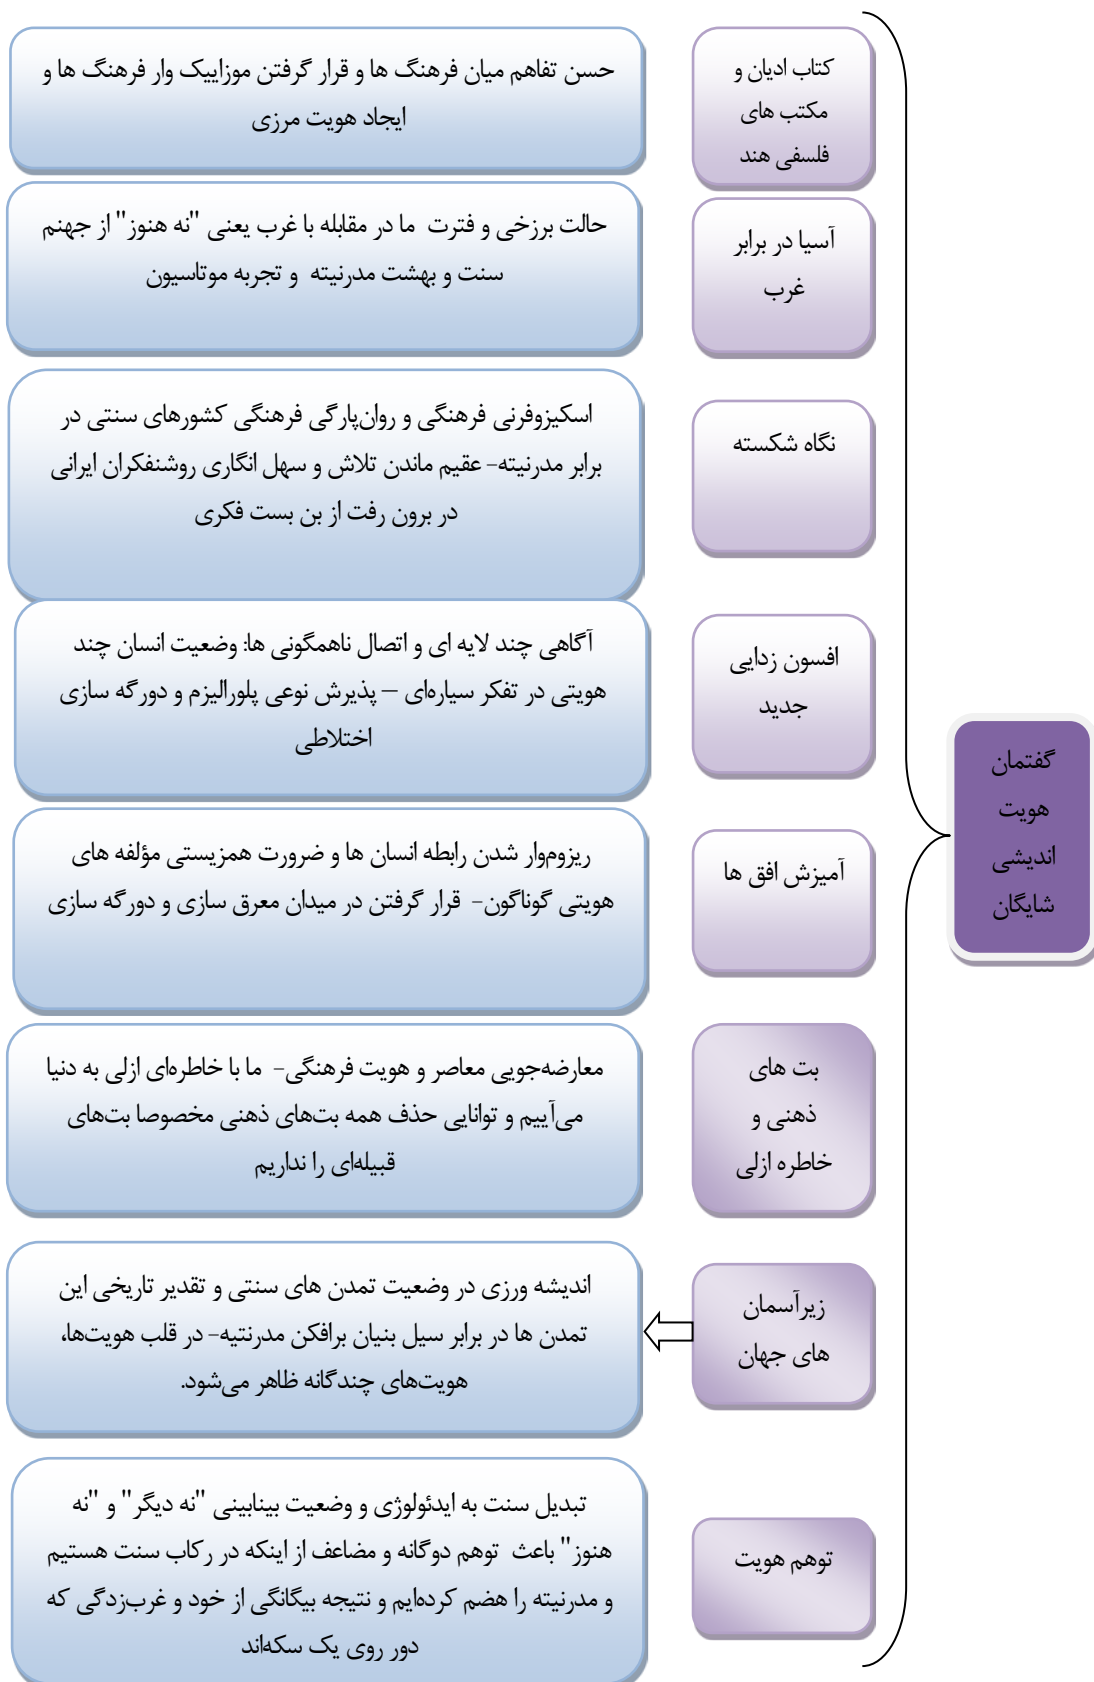 گفتمان
هویت
اندیشی
شایگان
کتاب ادیان و
مکتب های
فلسفی هند
حسن تفاهم میان فرهنگ ها و قرار گرفتن موزاییک وار فرهنگ ها و
ایجاد هویت مرزی
آسیا در برابر
غرب
حالت برزخی و فترت ما در مقابله با غرب یعنی "نه هنوز" از جهنم
سنت و بهشت مدرنیته و تجربه موتاسیون
نگاه شکسته
اسکیزوفرنی فرهنگی و روان‌پارگی فرهنگی کشورهای سنتی در
برابر مدرنیته- عقیم ماندن تلاش و سهل انگاری روشنفکران ایرانی
در برون رفت از بن بست فکری
افسون زدایی
جدید
آگاهی چند لایه ای و اتصال ناهمگونی ها: وضعیت انسان چند
هویتی در تفکر سیاره‌ای – پذیرش نوعی پلورالیزم و دورگه سازی
اختلاطی
آمیزش افق ها
ریزوم‌وار شدن رابطه انسان ها و ضرورت همزیستی مؤلفه های
هویتی گوناگون- قرار گرفتن در میدان معرق سازی و دورگه سازی
بت های
ذهنی و
خاطره ازلی
معارضه‌جویی معاصر و هویت فرهنگی- ما با خاطره‌ای ازلی به دنیا
می‌آییم و توانایی حذف همه بت‌های ذهنی مخصوصا بت‌های
قبیله‌ای را نداریم
زیرآسمان
های جهان
اندیشه ورزی در وضعیت تمدن های سنتی و تقدیر تاریخی این
تمدن ها در برابر سیل بنیان برافکن مدرنتیه- در قلب هویت‌ها،
هویت‌های چندگانه ظاهر می‌شود.
توهم هویت
تبدیل سنت به ایدئولوژی و وضعیت بینابینی "نه دیگر" و "نه
هنوز" باعث توهم دوگانه و مضاعف از اینکه در رکاب سنت هستیم
و مدرنیته را هضم کرده‌ایم و نتیجه بیگانگی از خود و غرب‌زدگی که
دور روی یک سکه‌اند